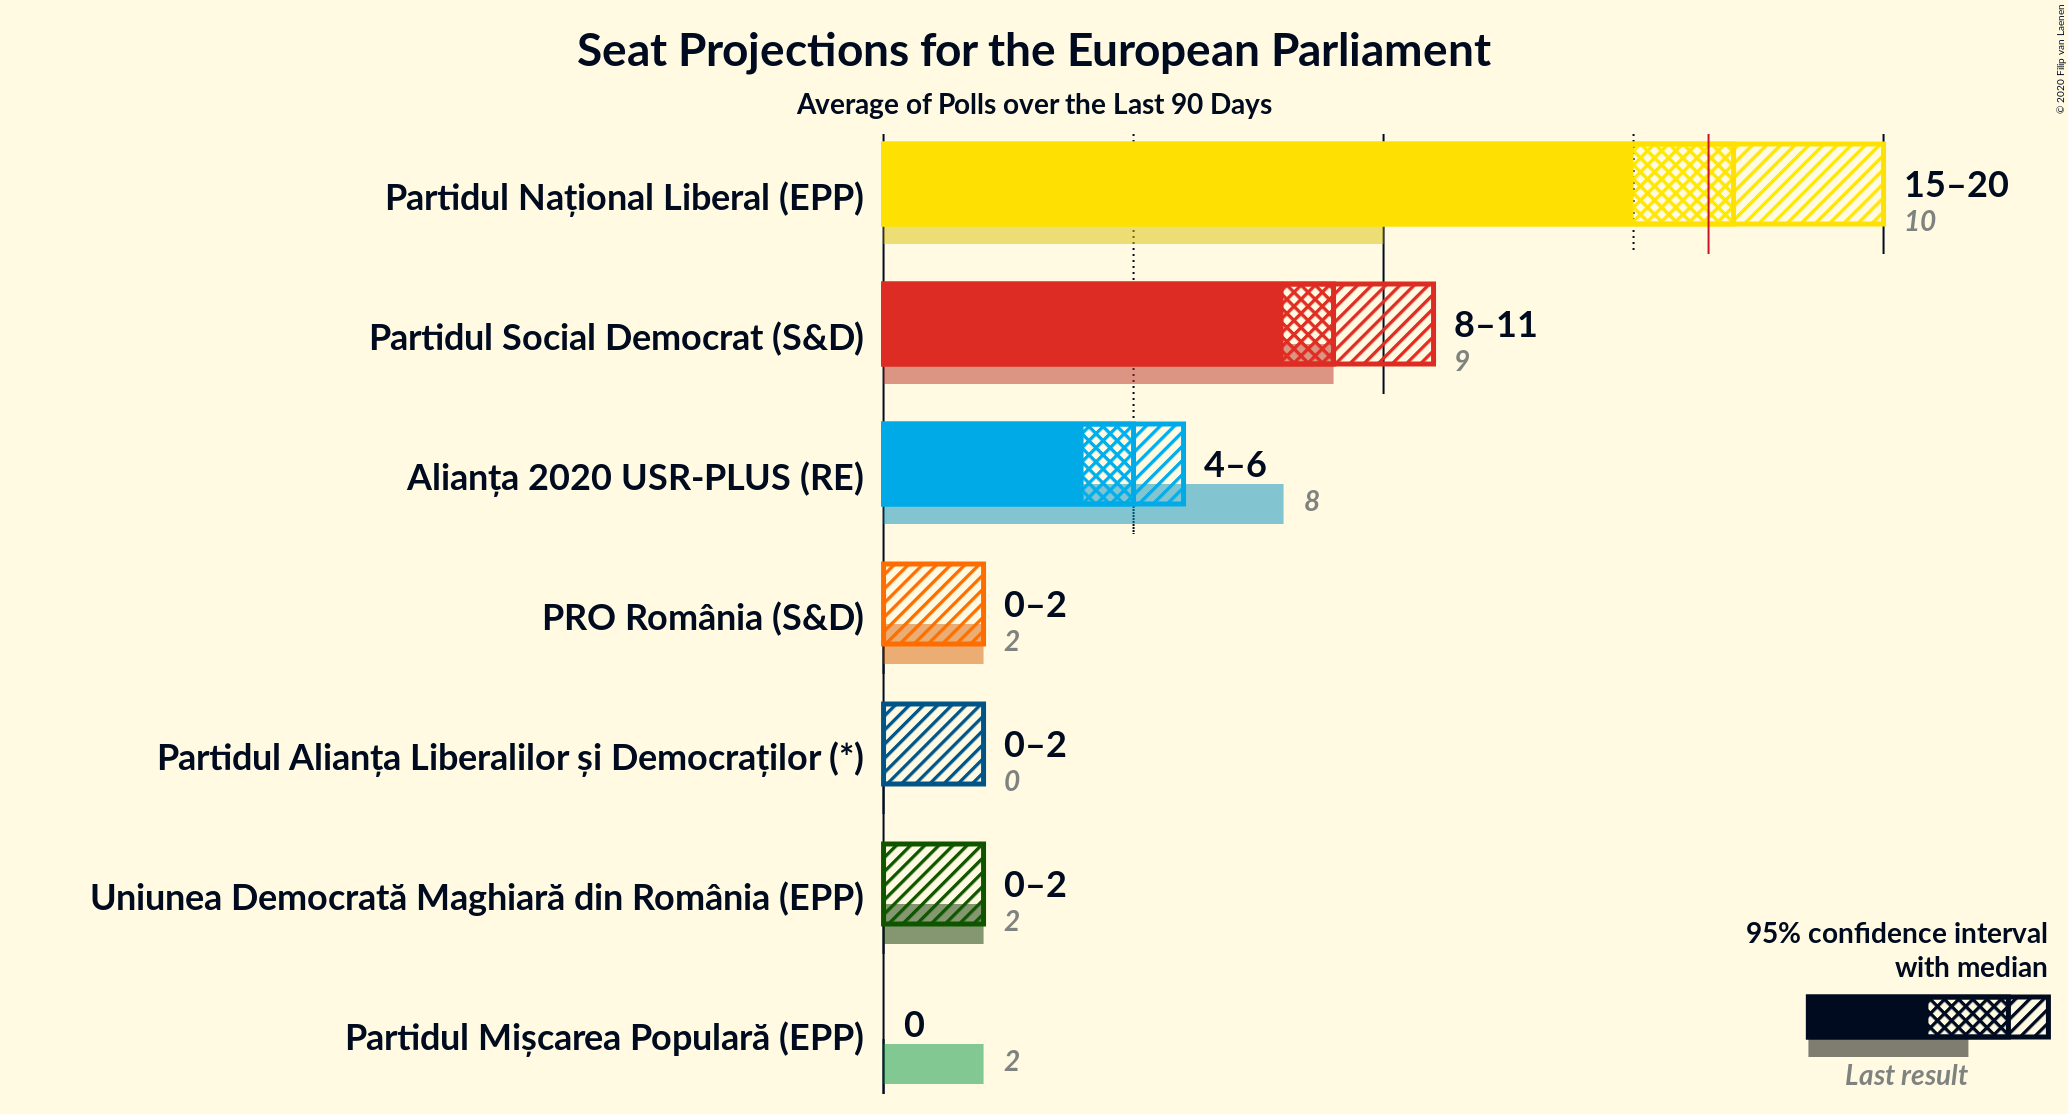 Seat Projections for the European Parliament
Average of Polls over the Last 90 Days
© 2020 Filip van Laenen
Partidul Național Liberal (EPP)
15–20
10
Partidul Social Democrat (S&D)
8–11
9
Alianța 2020 USR-PLUS (RE)
4–6
8
PRO România (S&D)
0–2
2
Partidul Alianța Liberalilor și Democraților (*)
0–2
0
Uniunea Democrată Maghiară din România (EPP)
0–2
2
Partidul Mișcarea Populară (EPP)
0
2
95% confidence interval
with median
Last result